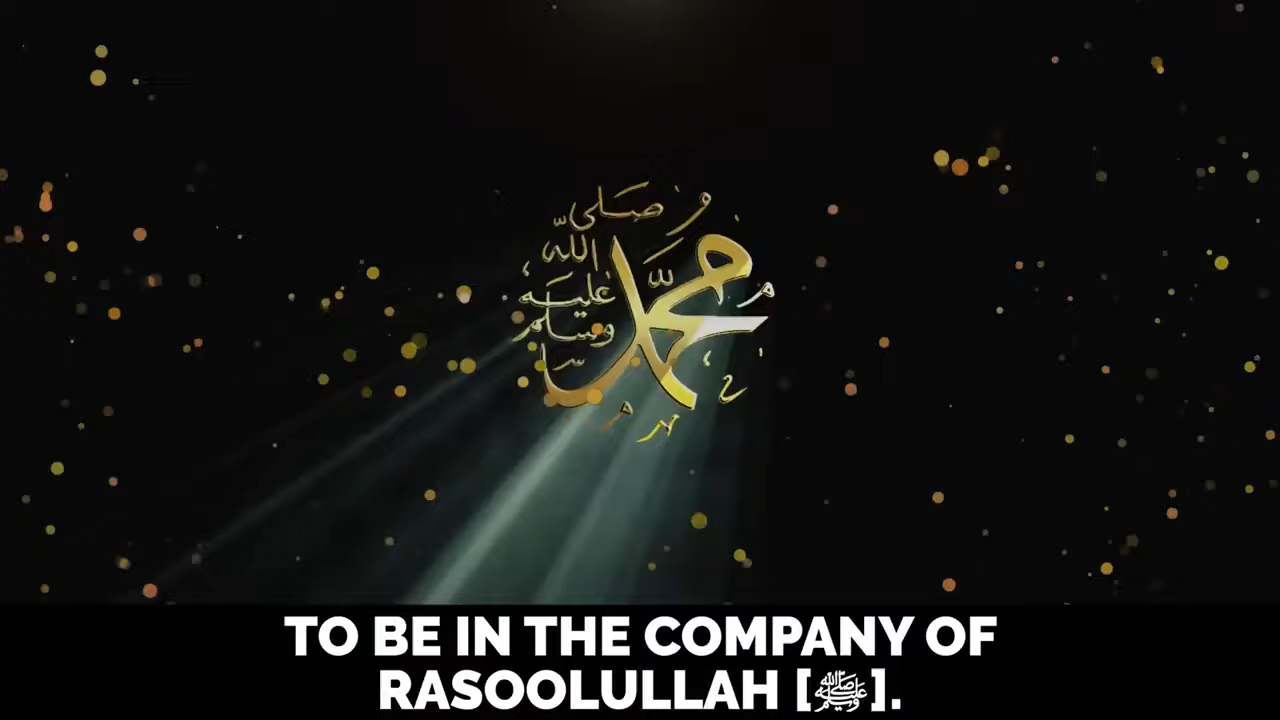 محمد
صلى
الله
عليه
وسلم
TO BE IN THE COMPANY OF
RASOOLULLAH [ﷺ].